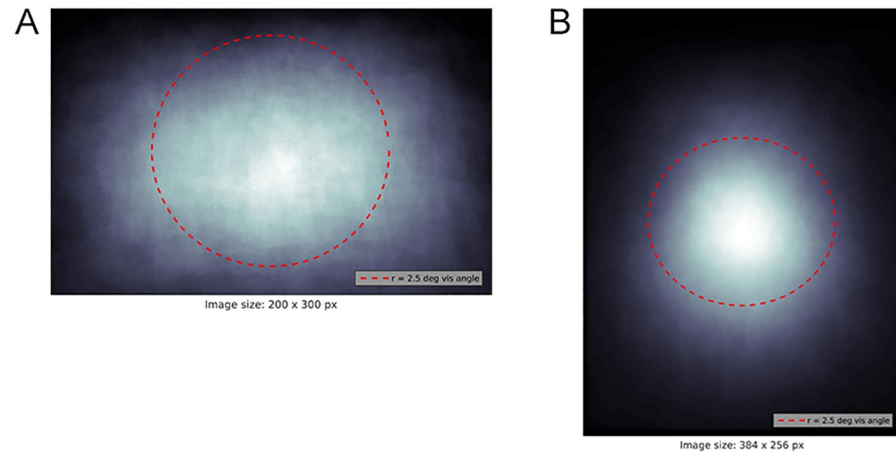 A
B
r = 2.5 deg vis angle
Image size: 200 x 300 px
r = 2.5 deg vis angle
Image size: 384 x 256 px